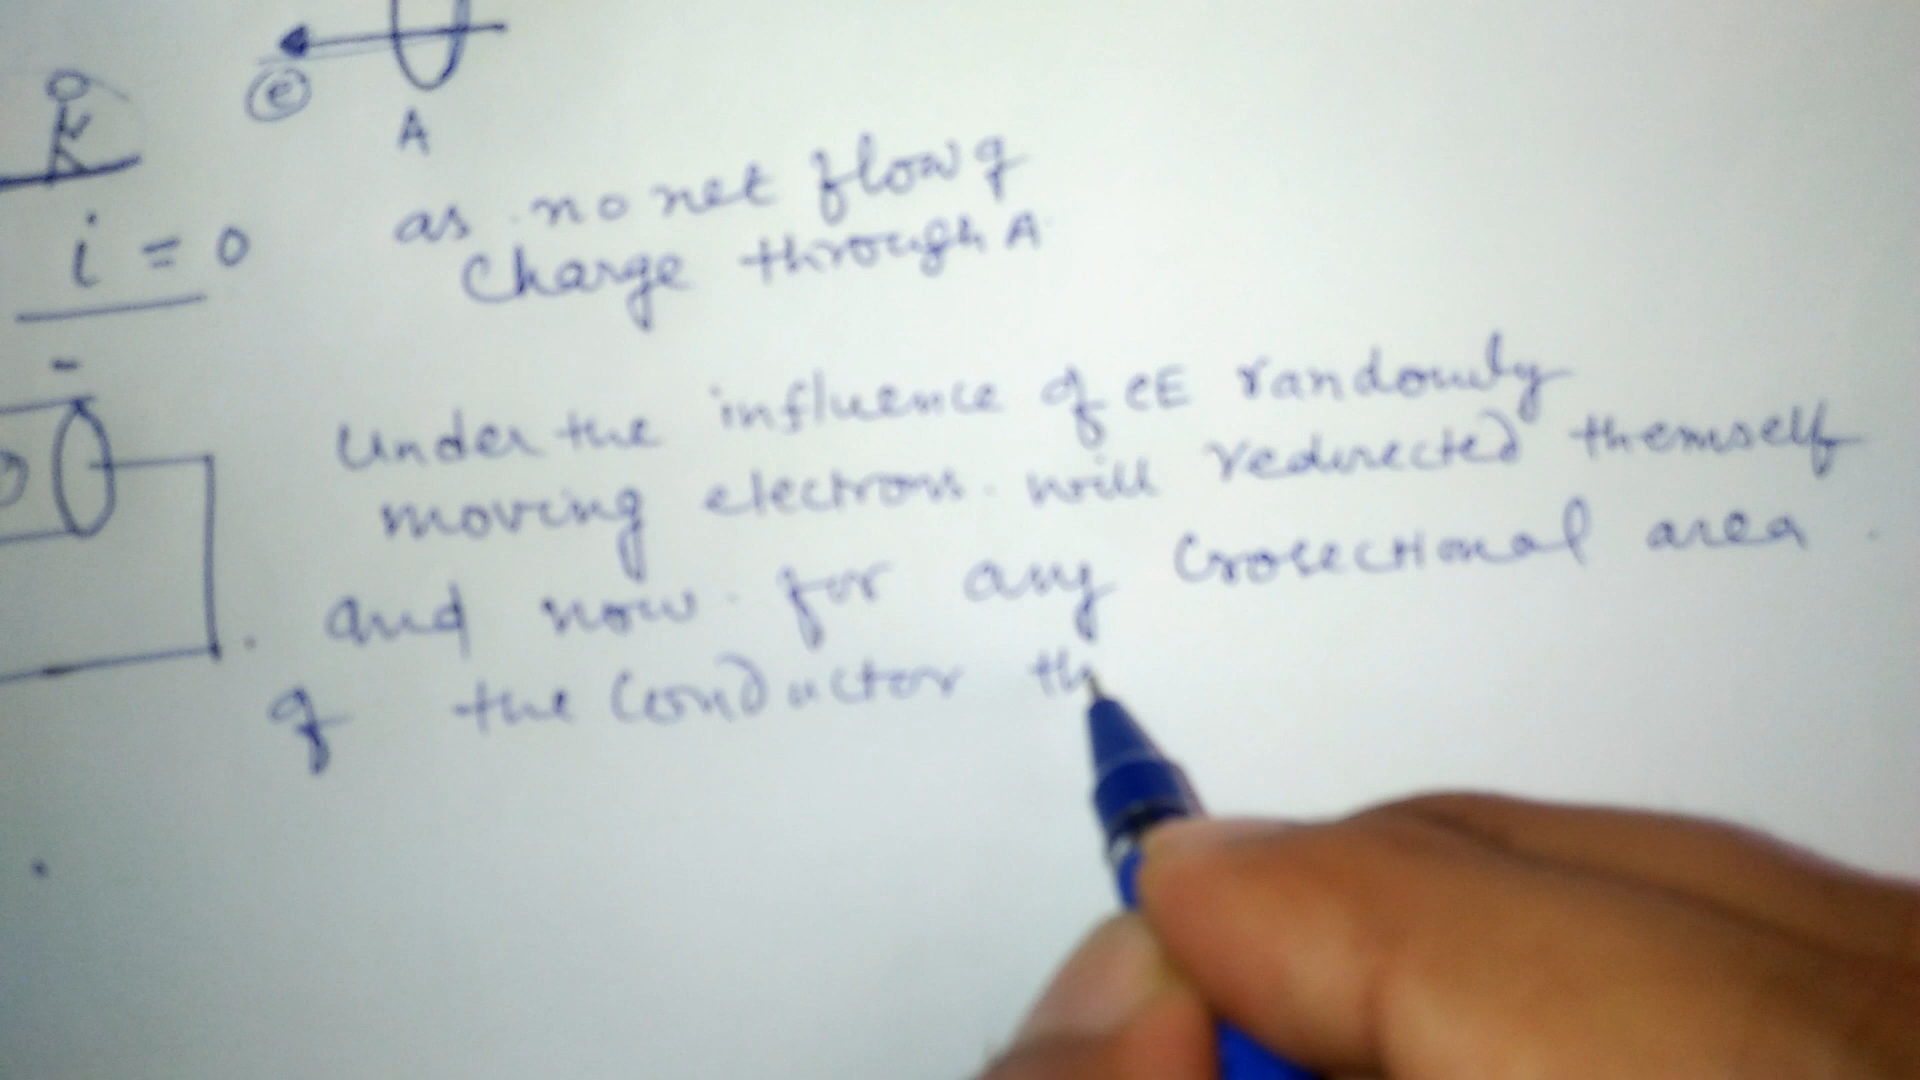 e
A
i = 0
as no net flow of
charge through A
-
Under the influence of eE randomly
moving electrons will redirected themself
and now for any Crosectional area
of the Conductor th